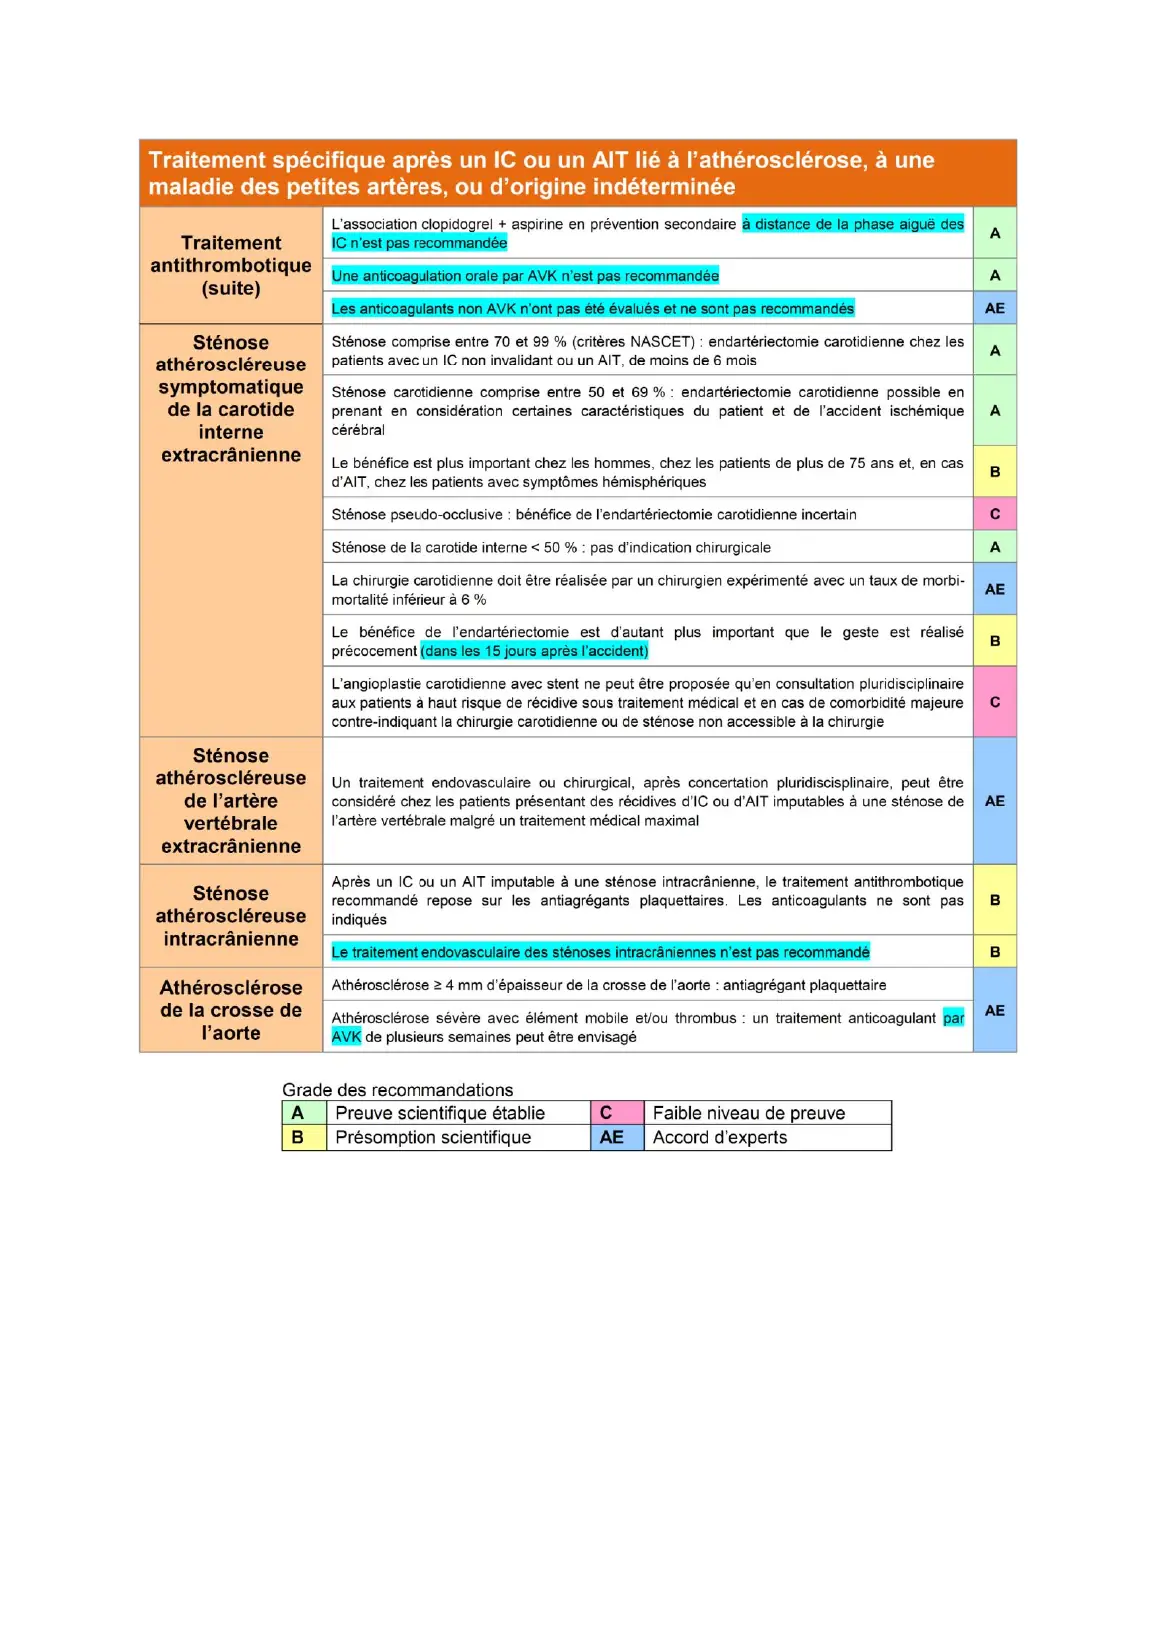 Traitement spécifique après un IC ou un AIT lié à l'athérosclérose, à une
maladie des petites artères, ou d'origine indéterminée
Traitement
antithrombotique
(suite)
L'association clopidogrel + aspirine en prévention secondaire à distance de la phase aiguë des
IC n'est pas recommandée
A
Une anticoagulation orale par AVK n'est pas recommandée
A
Les anticoagulants non AVK n'ont pas été évalués et ne sont pas recommandés
AE
Sténose
athéroscléreuse
symptomatique
de la carotide
interne
extracrânienne
Sténose comprise entre 70 et 99 % (critères NASCET) : endartériectomie carotidienne chez les
patients avec un IC non invalidant ou un AIT, de moins de 6 mois
A
Sténose carotidienne comprise entre 50 et 69 % : endartériectomie carotidienne possible en
prenant en considération certaines caractéristiques du patient et de l'accident ischémique
cérébral
A
Le bénéfice est plus important chez les hommes, chez les patients de plus de 75 ans et, en cas
d'AIT, chez les patients avec symptômes hémisphériques
B
Sténose pseudo-occlusive : bénéfice de l'endartériectomie carotidienne incertain
C
Sténose de la carotide interne < 50 % : pas d'indication chirurgicale
A
La chirurgie carotidienne doit être réalisée par un chirurgien expérimenté avec un taux de morbi-
mortalité inférieur à 6 %
AE
Le bénéfice de l'endartériectomie est d'autant plus important que le geste est réalisé
précocement (dans les 15 jours après l'accident)
B
L'angioplastie carotidienne avec stent ne peut être proposée qu'en consultation pluridisciplinaire
aux patients à haut risque de récidive sous traitement médical et en cas de comorbidité majeure
contre-indiquant la chirurgie carotidienne ou de sténose non accessible à la chirurgie
C
Sténose
athéroscléreuse
de l'artère
vertébrale
extracrânienne
Un traitement endovasculaire ou chirurgical, après concertation pluridiscisplinaire, peut être
considéré chez les patients présentant des récidives d'IC ou d'AIT imputables à une sténose de
l'artère vertébrale malgré un traitement médical maximal
AE
Sténose
athéroscléreuse
intracrânienne
Après un IC ou un AIT imputable à une sténose intracrânienne, le traitement antithrombotique
recommandé repose sur les antiagrégants plaquettaires. Les anticoagulants ne sont pas
indiqués
B
Le traitement endovasculaire des sténoses intracrâniennes n'est pas recommandé
B
Athérosclérose
de la crosse de
l'aorte
Athérosclérose ≥ 4 mm d'épaisseur de la crosse de l'aorte : antiagrégant plaquettaire
Athérosclérose sévère avec élément mobile et/ou thrombus : un traitement anticoagulant par
AVK de plusieurs semaines peut être envisagé
AE
Grade des recommandations
A Preuve scientifique établie C Faible niveau de preuve
B Présomption scientifique AE Accord d'experts